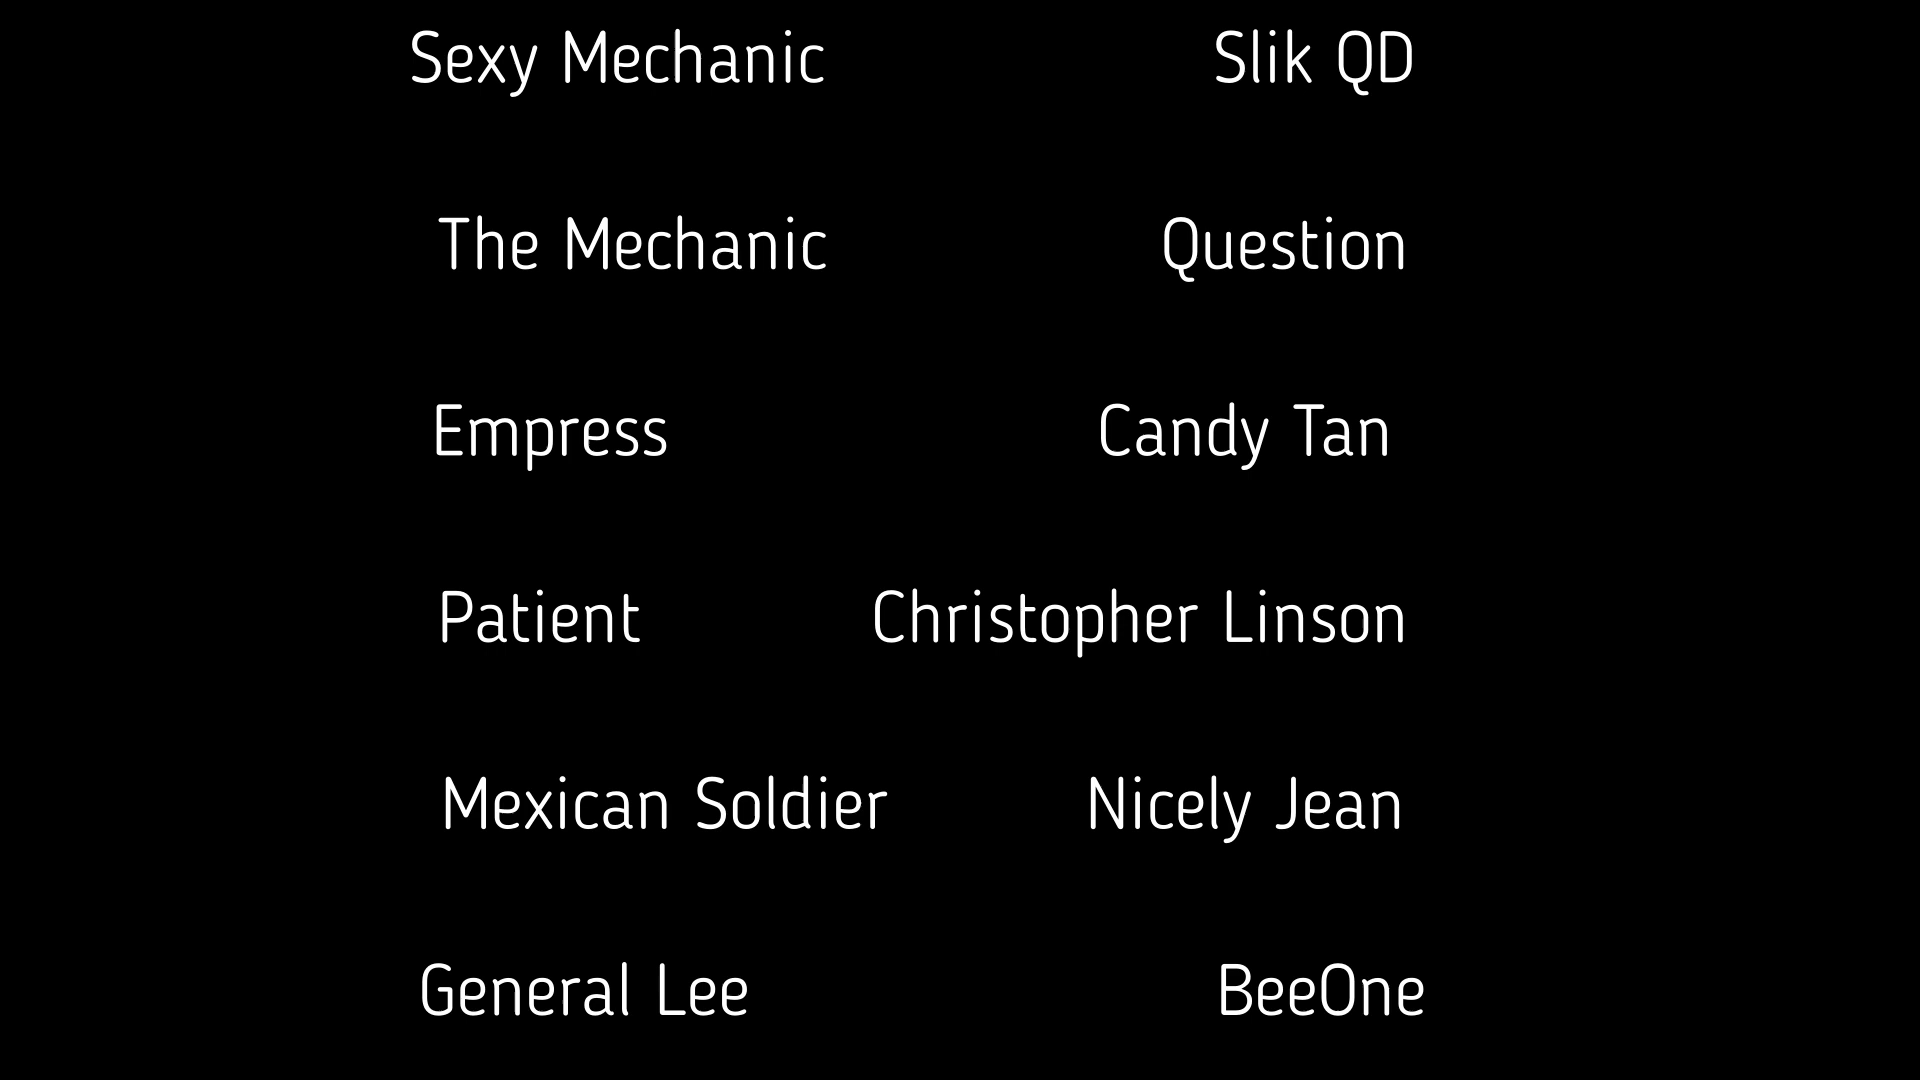 Sexy Mechanic Slik QD
The Mechanic Question
Empress Candy Tan
Patient Christopher Linson
Mexican Soldier Nicely Jean
General Lee BeeOne